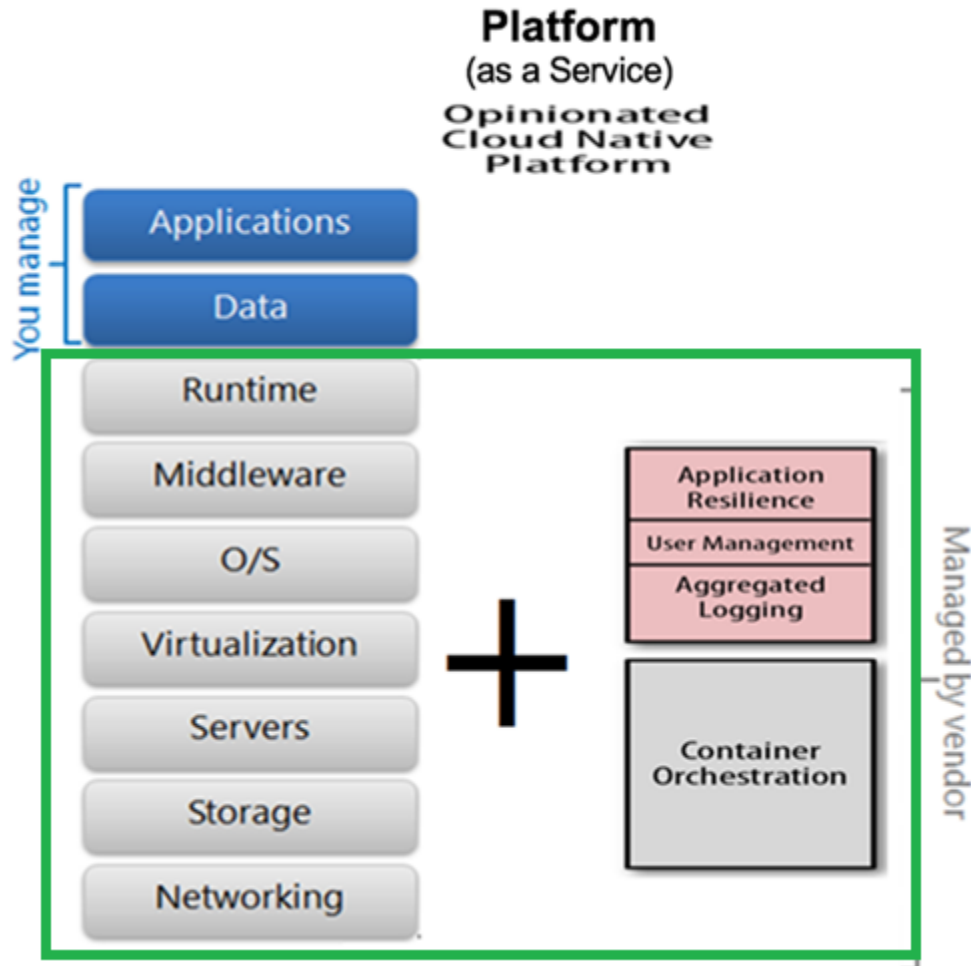 Platform
(as a Service)
Opinionated
Cloud Native
Platform
You manage
Applications
Data
Runtime
Middleware
O/S
Virtualization
Servers
Storage
Networking
Application
Resilience
User Management
Aggregated
Logging
Container
Orchestration
Managed by vendor